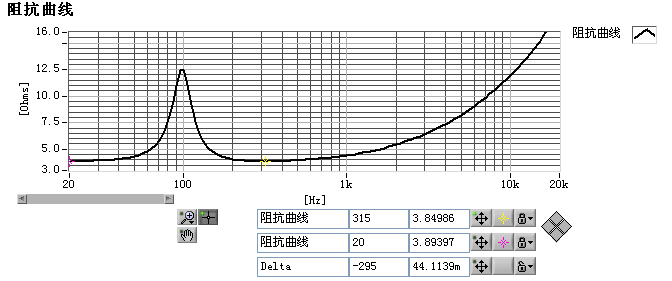 阻抗曲线
阻抗曲线
16.0
12.5
10.0
7.5
5.0
3.0
[Ohms]
20 100 1k 10k 20k
[Hz]
阻抗曲线 315 3.84986
阻抗曲线 20 3.89397
Delta -295 44.1139m